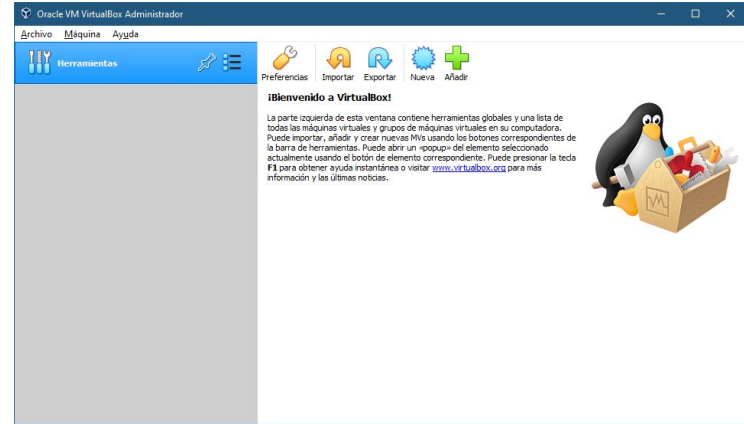 Oracle VM VirtualBox Administrador
Archivo Máquina Ayuda
Herramientas
Preferencias Importar Exportar Nueva Añadir
¡Bienvenido a VirtualBox!
La parte izquierda de esta ventana contiene herramientas globales y una lista de
todas las máquinas virtuales y grupos de máquinas virtuales en su computadora.
Puede importar, añadir y crear nuevas MVs usando los botones correspondientes de
la barra de herramientas. Puede abrir un «popup» del elemento seleccionado
actualmente usando el botón de elemento correspondiente. Puede presionar la tecla
F1 para obtener ayuda instantánea o visitar www.virtualbox.org para más
información y las últimas noticias.